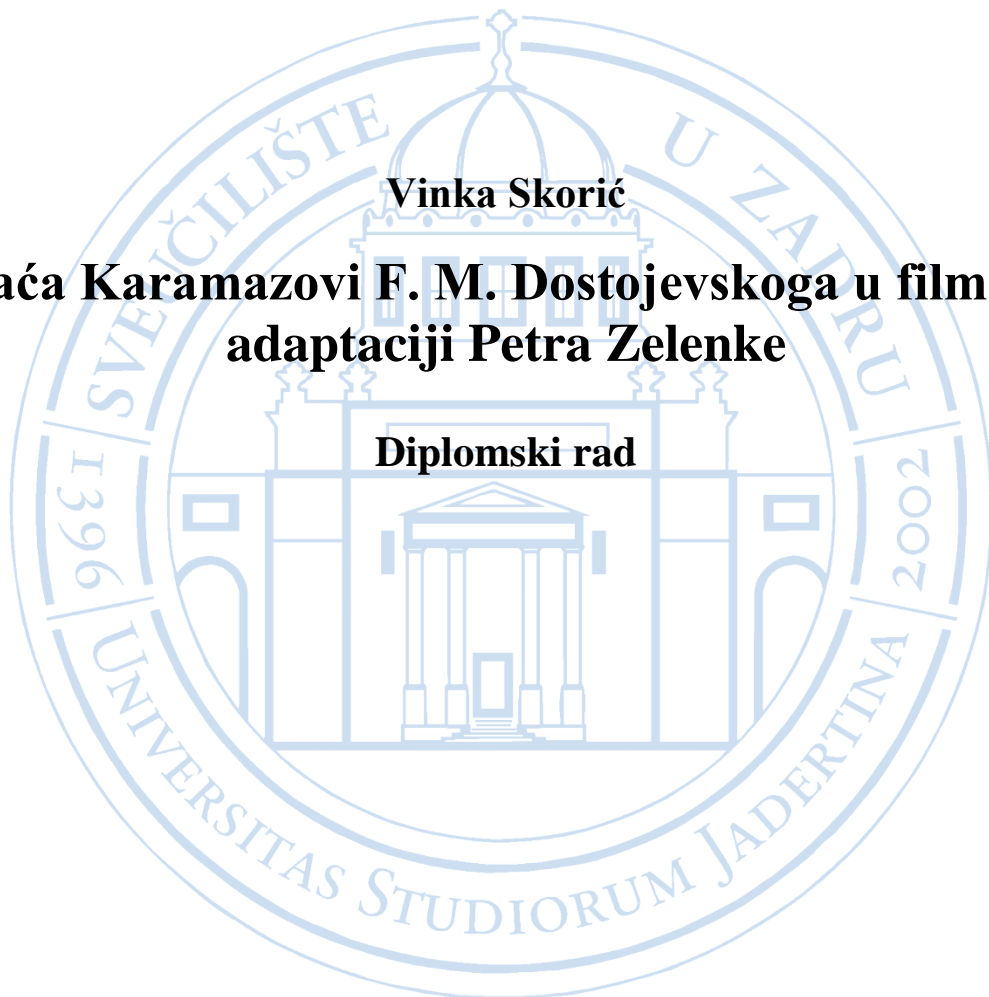 SVEUČILIŠTE U ZADRU
Vinka Skorić
aća Karamazovi F. M. Dostojevskoga u film
adaptaciji Petra Zelenke
Diplomski rad
1396
2002
UNIVERSITAS STUDIORUM JADERTINA